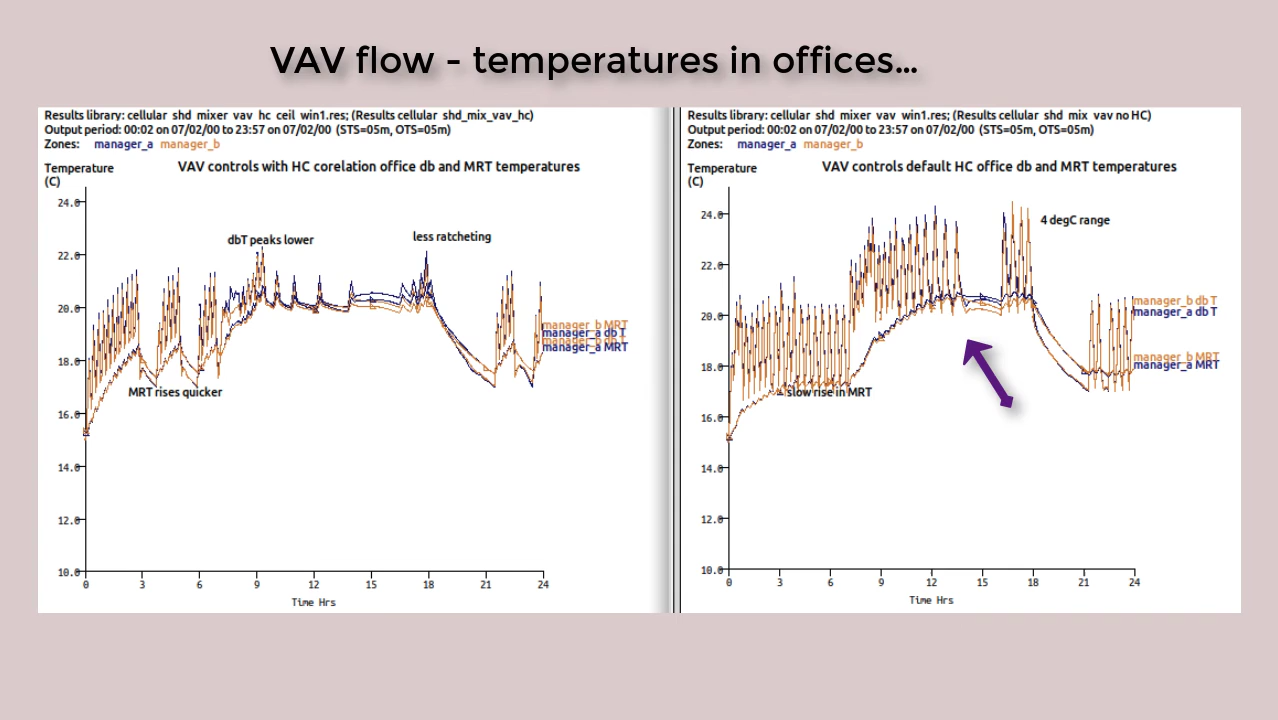 VAV flow - temperatures in offices...
Results library: cellular shd mixer vav hc ceil win1.res; (Results cellular shd_mix_vav_hc)
Output period: 00:02 on 07/02/00 to 23:57 on 07/02/00 (STS=05m, OTS=05m)
Zones: manager_a manager_b
Temperature (C)
VAV controls with HC corelation office db and MRT temperatures
24.0
22.0
20.0
18.0
16.0
14.0
12.0
10.0
dbT peaks lower
less ratcheting
MRT rises quicker
manager_b MRT
manager_a db T
manager_b db T
manager_a MRT
0 3 6 9 12 15 18 21 24
Time Hrs
Results library: cellular shd mixer vav win1.res; (Results cellular shd mix vav no HC)
Output period: 00:02 on 07/02/00 to 23:57 on 07/02/00 (STS=05m, OTS=05m)
Zones: manager_a manager_b
Temperature (C)
VAV controls default HC office db and MRT temperatures
24.0
22.0
20.0
18.0
16.0
14.0
12.0
10.0
4 degC range
slow rise in MRT
manager_b db T
manager_a db T
manager_b MRT
manager_a MRT
0 3 6 9 12 15 18 21 24
Time Hrs